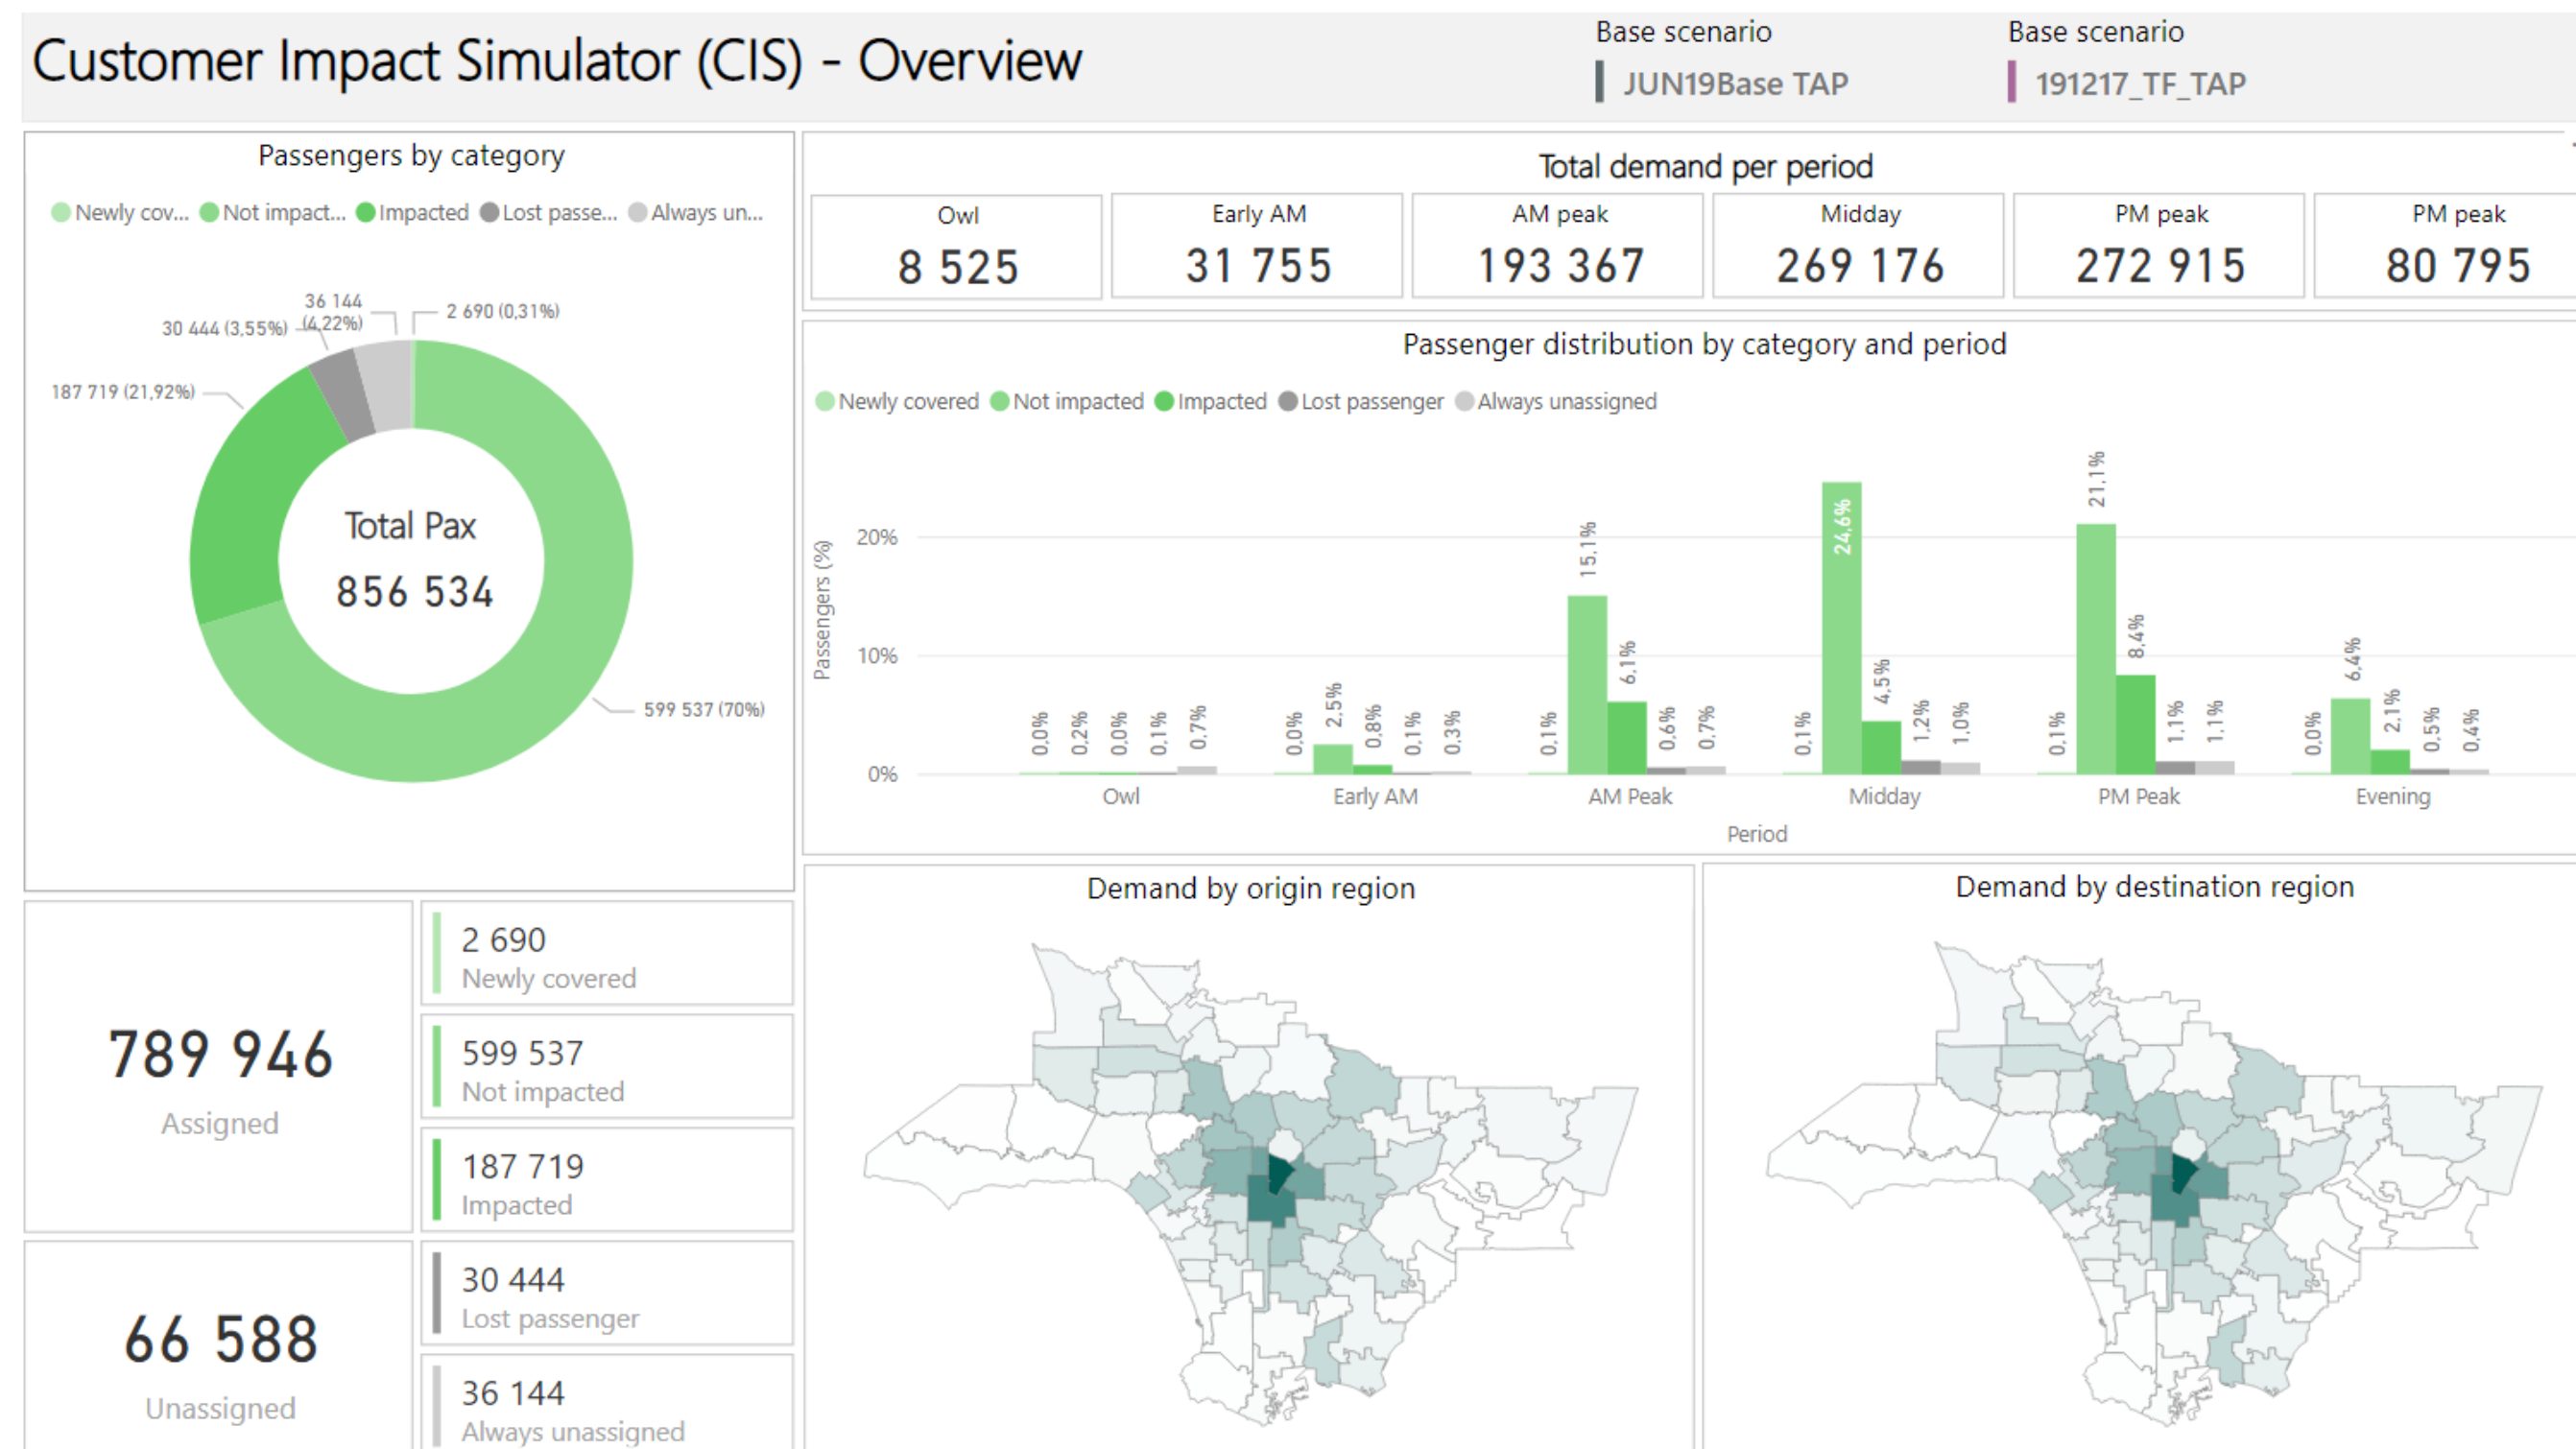 Customer Impact Simulator (CIS) - Overview
Base scenario
JUN19Base TAP
Base scenario
191217_TF_TAP
Passengers by category
Newly cov... Not impact... Impacted Lost passe... Always un...
36 144
(4,22%)
2 690 (0,31%)
30 444 (3,55%)
187 719 (21,92%)
Total Pax
856 534
599 537 (70%)
Total demand per period
Owl
8 525
Early AM
31 755
AM peak
193 367
Midday
269 176
PM peak
272 915
PM peak
80 795
Passenger distribution by category and period
Newly covered Not impacted Impacted Lost passenger Always unassigned
Passengers (%)
20%
10%
0%
0,0% 0,2% 0,0% 0,1% 0,7%
0,0% 2,5% 0,8% 0,1% 0,3%
0,1% 15,1% 6,1% 0,6% 0,7%
0,1% 24,6% 4,5% 1,2% 1,0%
0,1% 21,1% 8,4% 1,1% 1,1%
0,0% 6,4% 2,1% 0,5% 0,4%
Owl Early AM AM Peak Midday PM Peak Evening
Period
789 946
Assigned
66 588
Unassigned
2 690
Newly covered
599 537
Not impacted
187 719
Impacted
30 444
Lost passenger
36 144
Always unassigned
Demand by origin region
Demand by destination region